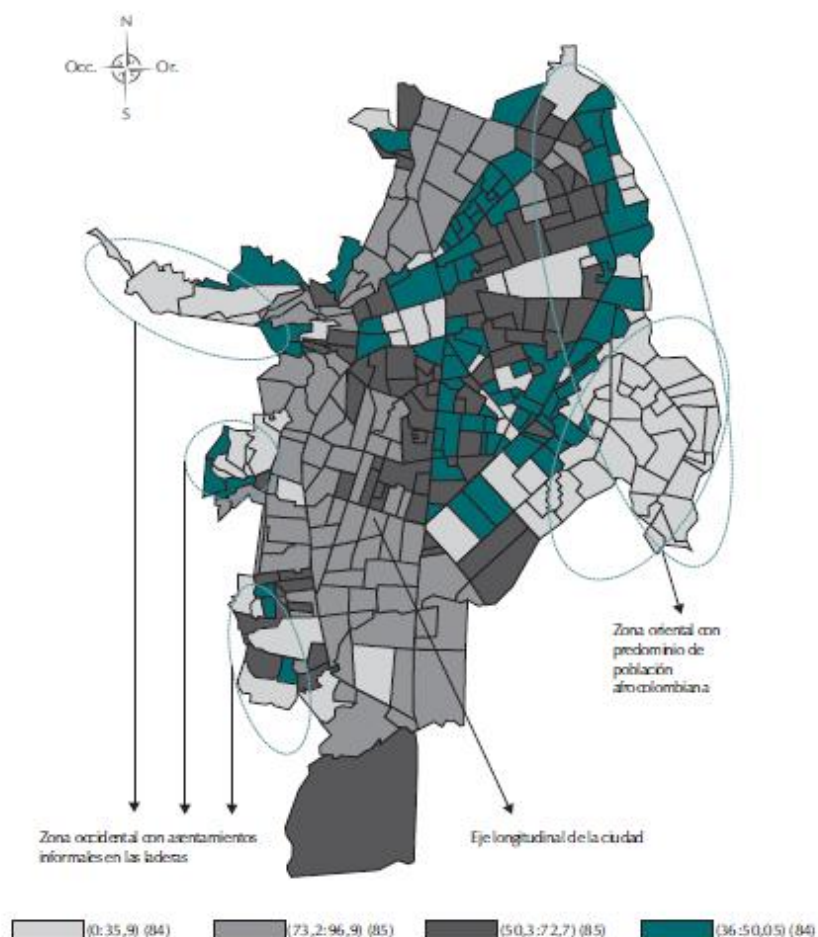 N
Occ. Or.
S
Zona oriental con
predominio de
población
afrocolombiana
Zona occidental con asentamientos
informales en las laderas
Eje longitudinal de la ciudad
(0:35,9) (84) (73,2:96,9) (85) (50,3:72,7) (85) (36:50,05) (84)